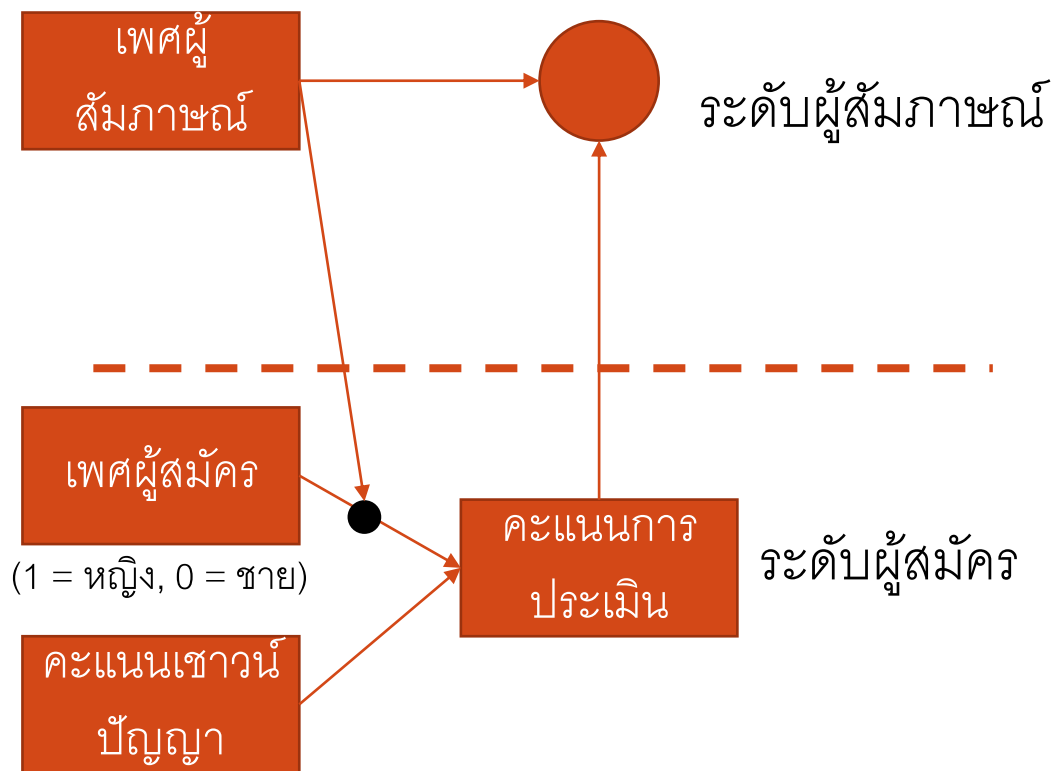 เพศผู้
สัมภาษณ์
ระดับผู้สัมภาษณ์
เพศผู้สมัคร
(1 = หญิง, 0 = ชาย)
คะแนนการ
ประเมิน
ระดับผู้สมัคร
คะแนนเชาวน์
ปัญญา